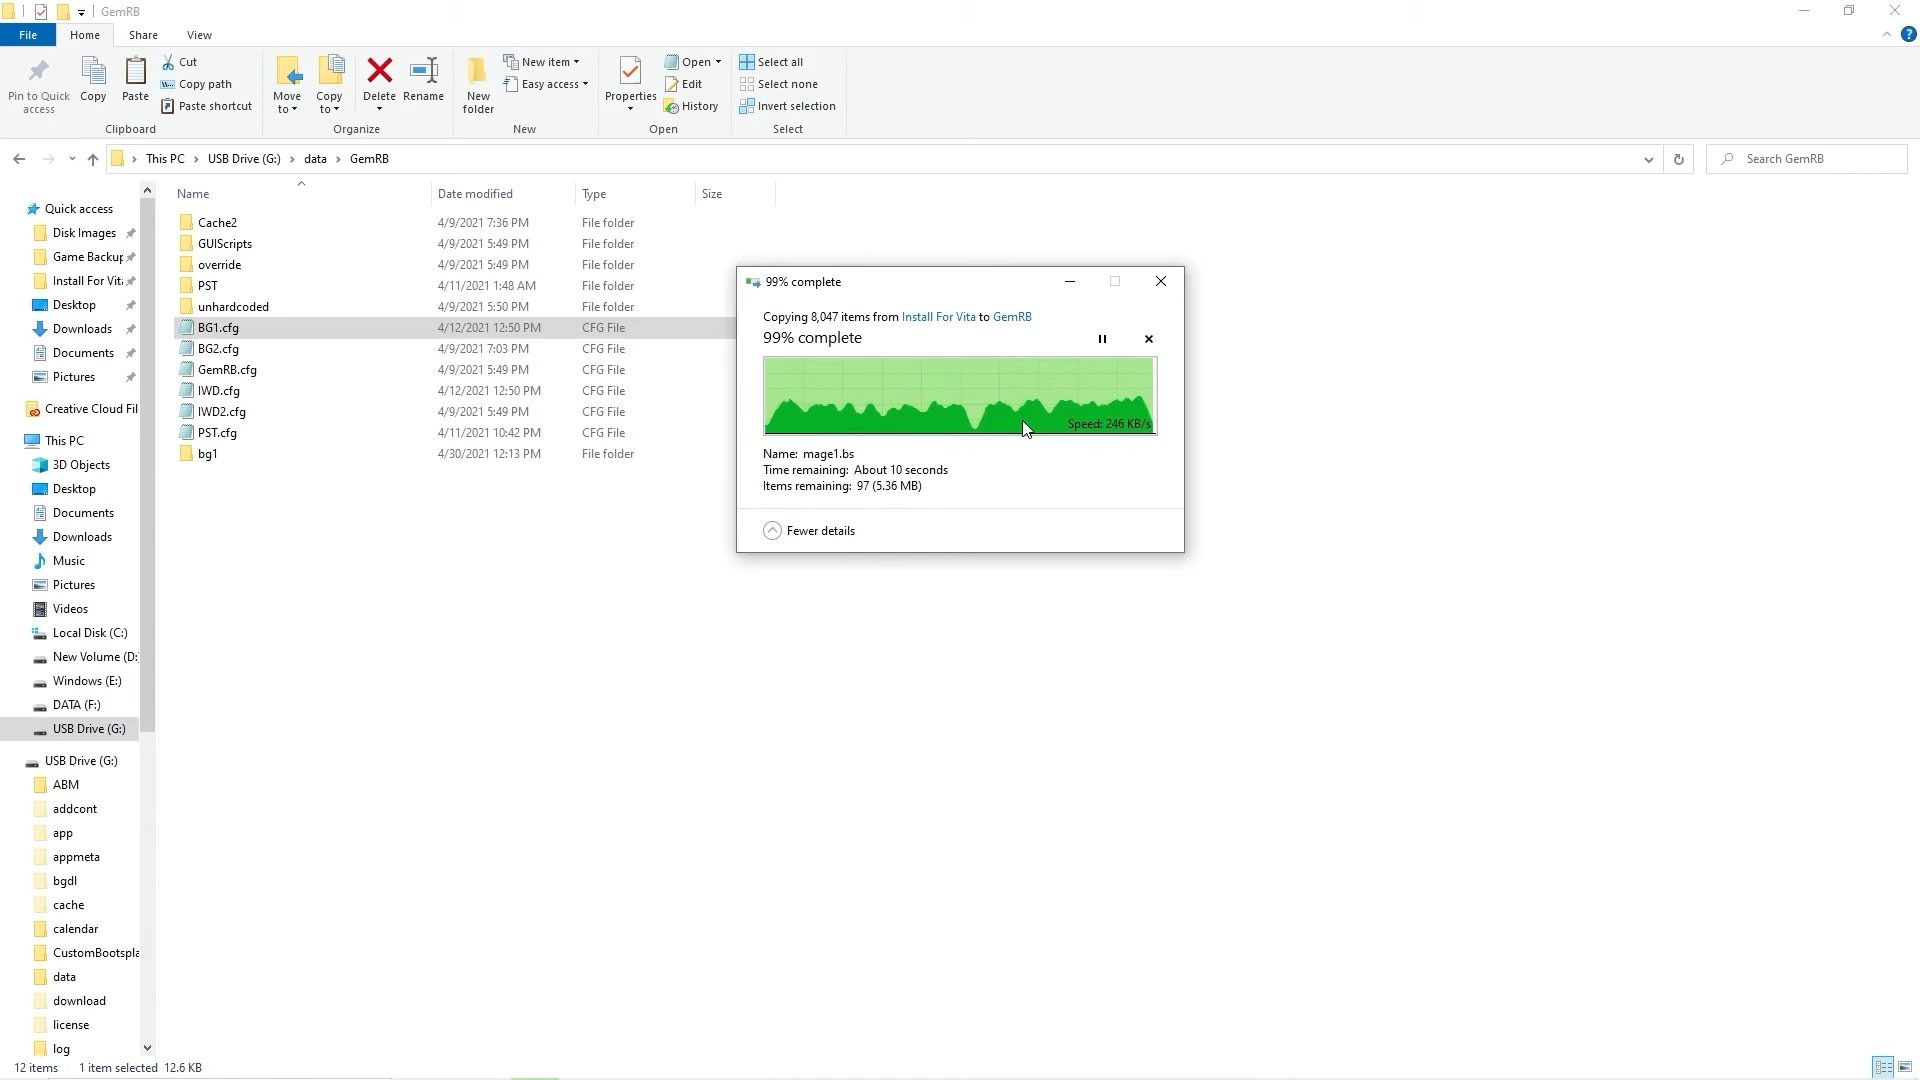 GemRB
File
Home
Share
View
Pin to Quick
access
Copy
Paste
Cut
Copy path
Paste shortcut
Clipboard
Move
to
Copy
to
Delete
Rename
Organize
New
folder
New item
Easy access
New
Properties
Open
Edit
History
Open
Select all
Select none
Invert selection
Select
This PC
USB Drive (G:)
data
GemRB
Search GemRB
Name
Date modified
Type
Size
Quick access
Disk Images
Game Backup
Install For Vita
Desktop
Downloads
Documents
Pictures
Creative Cloud Fil
This PC
3D Objects
Desktop
Documents
Downloads
Music
Pictures
Videos
Local Disk (C:)
New Volume (D:
Windows (E:)
DATA (F:)
USB Drive (G:)
USB Drive (G:)
ABM
addcont
app
appmeta
bgdl
cache
calendar
CustomBootspla
data
download
license
log
Cache2 4/9/2021 7:36 PM File folder
GUIScripts 4/9/2021 5:49 PM File folder
override 4/9/2021 5:49 PM File folder
PST 4/11/2021 1:48 AM File folder
unhardcoded 4/9/2021 5:50 PM File folder
BG1.cfg 4/12/2021 12:50 PM CFG File
BG2.cfg 4/9/2021 7:03 PM CFG File
GemRB.cfg 4/9/2021 5:49 PM CFG File
IWD.cfg 4/12/2021 12:50 PM CFG File
IWD2.cfg 4/9/2021 5:49 PM CFG File
PST.cfg 4/11/2021 10:42 PM CFG File
bg1 4/30/2021 12:13 PM File folder
99% complete
Copying 8,047 items from Install For Vita to GemRB
99% complete
Speed: 246 KB/s
Name: mage1.bs
Time remaining: About 10 seconds
Items remaining: 97 (5.36 MB)
Fewer details
12 items 1 item selected 12.6 KB